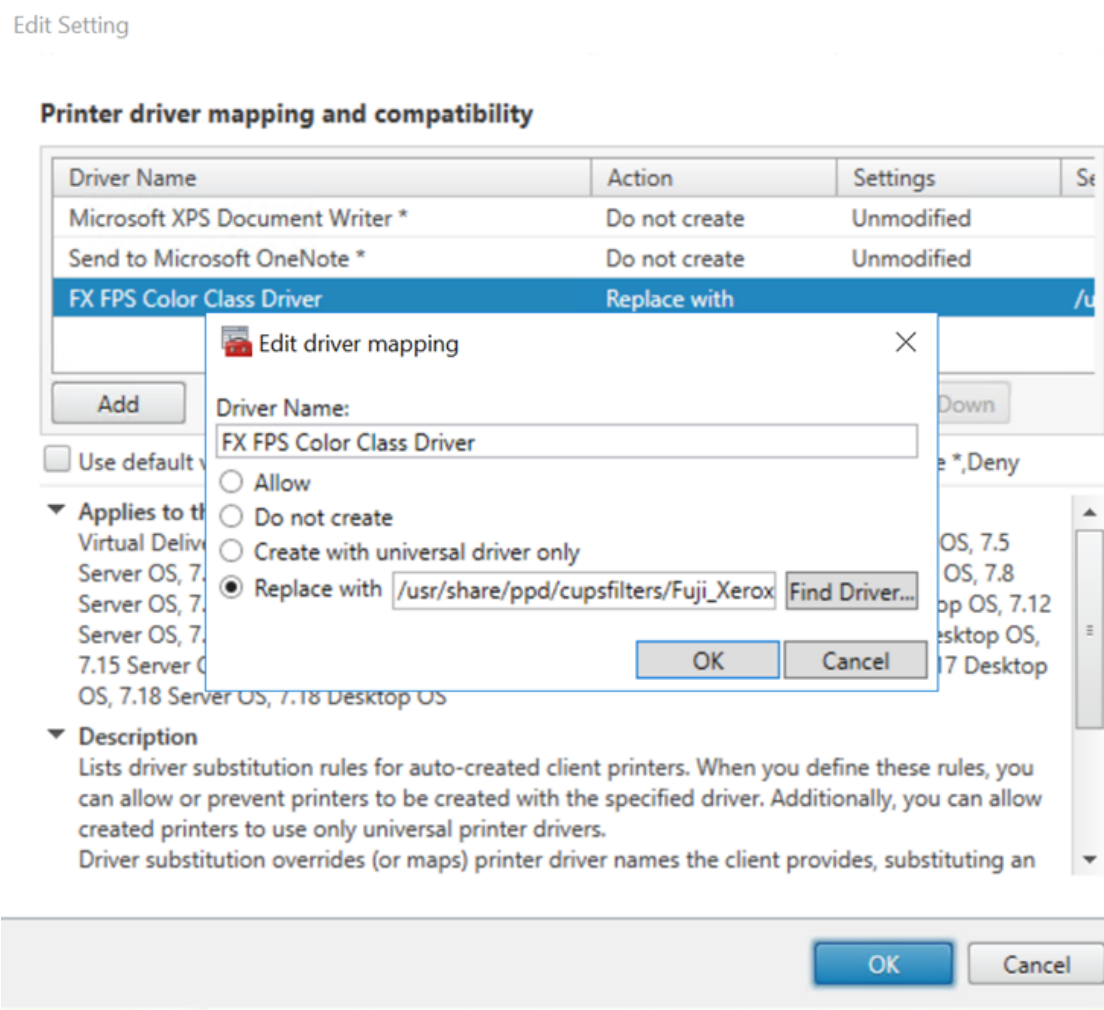 Edit Setting
Printer driver mapping and compatibility
Driver Name Action Settings
Microsoft XPS Document Writer * Do not create Unmodified
Send to Microsoft OneNote * Do not create Unmodified
FX FPS Color Class Driver Replace with /u
Edit driver mapping
Add Down
Driver Name:
FX FPS Color Class Driver
Use default e *,Deny
Allow
Applies to th
Do not create
Virtual Delive OS, 7.5
Create with universal driver only
Server OS, 7. OS, 7.8
Replace with /usr/share/ppd/cupsfilters/Fuji_Xerox Find Driver...
Server OS, 7. op OS, 7.12
Server OS, 7. esktop OS,
OK Cancel
7.15 Server 17 Desktop
OS, 7.18 Server OS, 7.18 Desktop OS
Description
Lists driver substitution rules for auto-created client printers. When you define these rules, you
can allow or prevent printers to be created with the specified driver. Additionally, you can allow
created printers to use only universal printer drivers.
Driver substitution overrides (or maps) printer driver names the client provides, substituting an
OK Cancel